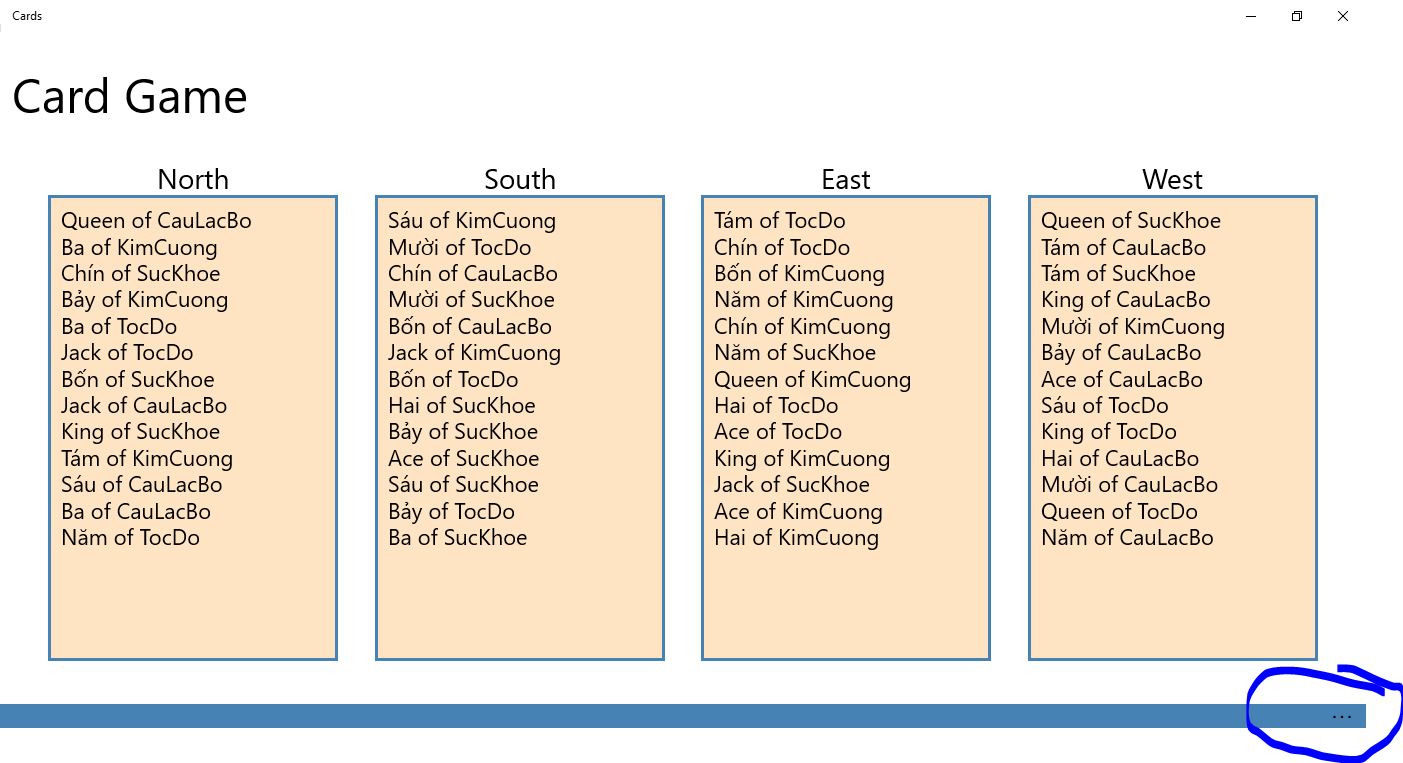 Cards
Card Game
North
Queen of CauLacBo
Ba of KimCuong
Chín of SucKhoe
Bảy of KimCuong
Ba of TocDo
Jack of TocDo
Bốn of SucKhoe
Jack of CauLacBo
King of SucKhoe
Tám of KimCuong
Sáu of CauLacBo
Ba of CauLacBo
Năm of TocDo
South
Sáu of KimCuong
Mười of TocDo
Chín of CauLacBo
Mười of SucKhoe
Bốn of CauLacBo
Jack of KimCuong
Bốn of TocDo
Hai of SucKhoe
Bảy of SucKhoe
Ace of SucKhoe
Sáu of SucKhoe
Bảy of TocDo
Ba of SucKhoe
East
Tám of TocDo
Chín of TocDo
Bốn of KimCuong
Năm of KimCuong
Chín of KimCuong
Năm of SucKhoe
Queen of KimCuong
Hai of TocDo
Ace of TocDo
King of KimCuong
Jack of SucKhoe
Ace of KimCuong
Hai of KimCuong
West
Queen of SucKhoe
Tám of CauLacBo
Tám of SucKhoe
King of CauLacBo
Mười of KimCuong
Bảy of CauLacBo
Ace of CauLacBo
Sáu of TocDo
King of TocDo
Hai of CauLacBo
Mười of CauLacBo
Queen of TocDo
Năm of CauLacBo
...